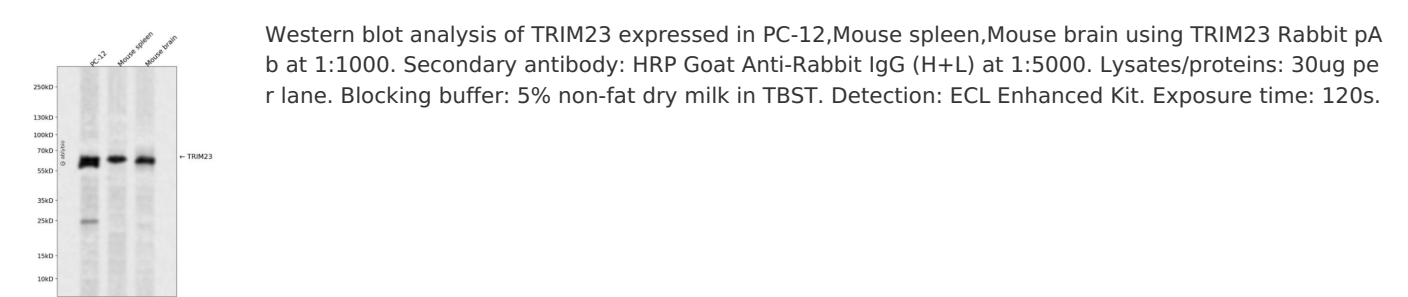 PC-12
Mouse spleen
Mouse brain
250kD
130kD
100kD
70kD
55kD
35kD
25kD
15kD
10kD
← TRIM23
Western blot analysis of TRIM23 expressed in PC-12,Mouse spleen,Mouse brain using TRIM23 Rabbit pA
b at 1:1000. Secondary antibody: HRP Goat Anti-Rabbit IgG (H+L) at 1:5000. Lysates/proteins: 30ug pe
r lane. Blocking buffer: 5% non-fat dry milk in TBST. Detection: ECL Enhanced Kit. Exposure time: 120s.